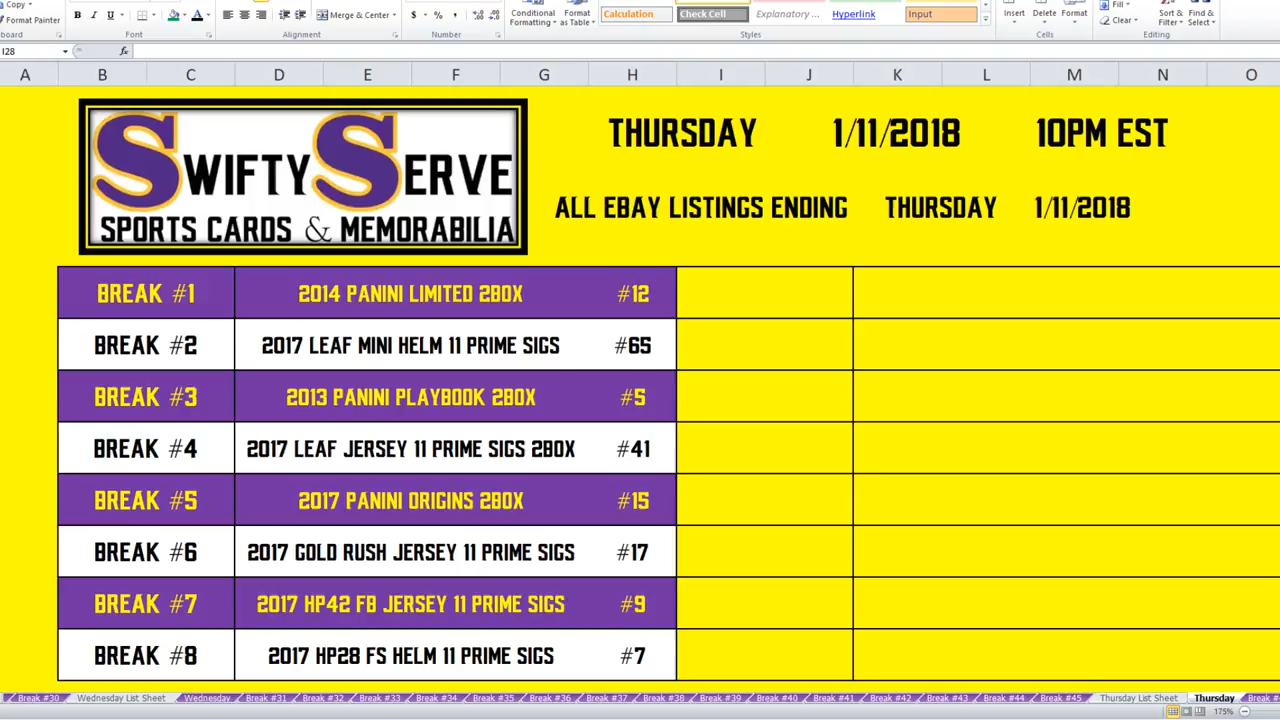 Copy
Format Painter
B I U A
$ % ,
Merge & Center
Conditional Formatting
Format as Table
Calculation
Check Cell
Explanatory ...
Hyperlink
Input
Insert
Delete
Format
Fill
Clear
Sort & Filter
Find & Select
Font
Alignment
Number
Styles
Cells
Editing
I28 fx
A B C D E F G H I J K L M N O
SWIFTY SERVE
SPORTS CARDS & MEMORABILIA
THURSDAY 1/11/2018 10PM EST
ALL EBAY LISTINGS ENDING THURSDAY 1/11/2018
BREAK #1 2014 PANINI LIMITED 2BOX #12
BREAK #2 2017 LEAF MINI HELM 11 PRIME SIGS #65
BREAK #3 2013 PANINI PLAYBOOK 2BOX #5
BREAK #4 2017 LEAF JERSEY 11 PRIME SIGS 2BOX #41
BREAK #5 2017 PANINI ORIGINS 2BOX #15
BREAK #6 2017 GOLD RUSH JERSEY 11 PRIME SIGS #17
BREAK #7 2017 HP42 FB JERSEY 11 PRIME SIGS #9
BREAK #8 2017 HP28 FS HELM 11 PRIME SIGS #7
Break #30 Wednesday List Sheet Wednesday Break #31 Break #32 Break #33 Break #34 Break #35 Break #36 Break #37 Break #38 Break #39 Break #40 Break #41 Break #42 Break #43 Break #44 Break #45 Thursday List Sheet Thursday
175%